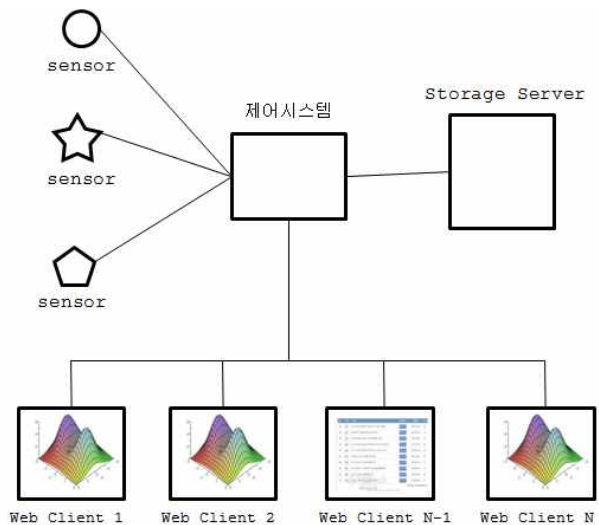 sensor
제어시스템
Storage Server
sensor
sensor
Web Client 1
Web Client 2
Web Client N-1
Web Client N